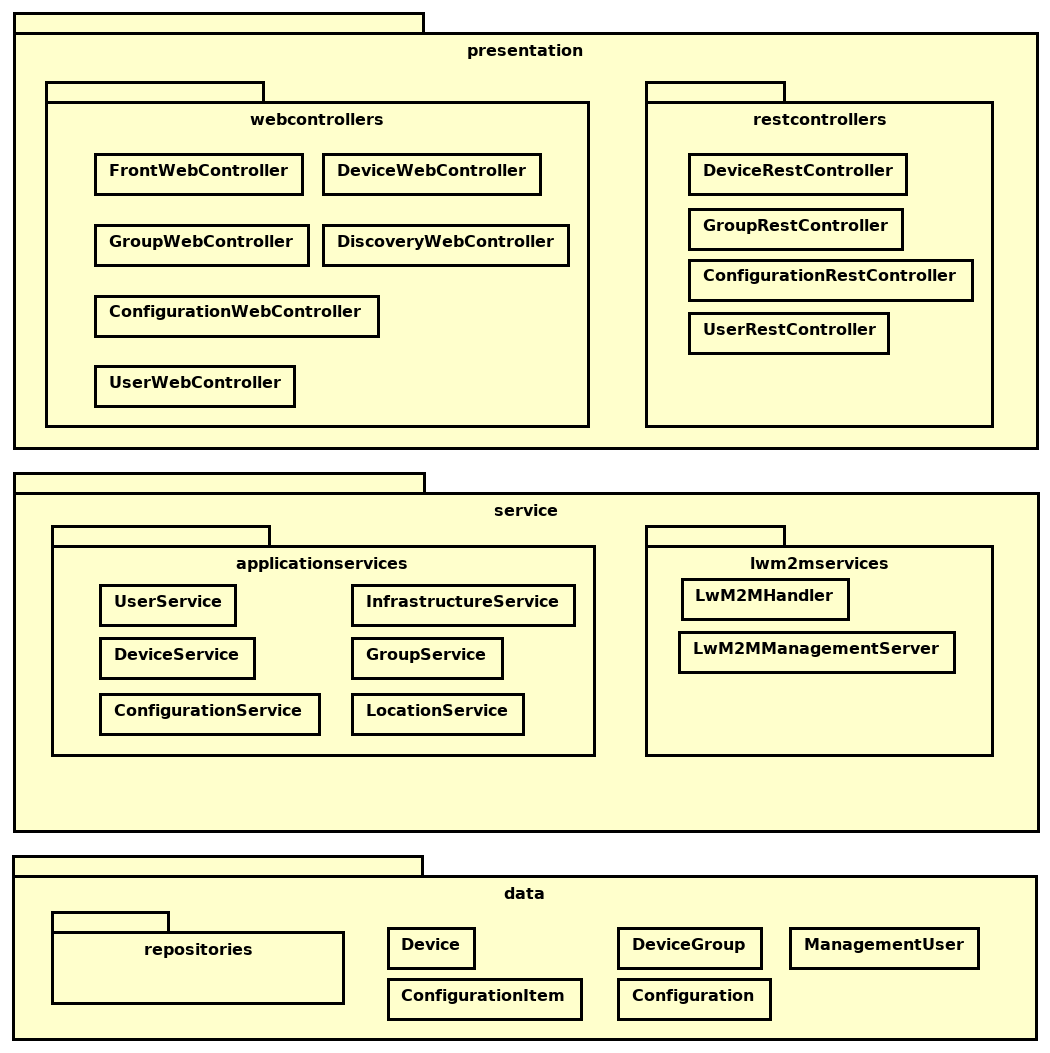 presentation
webcontrollers
FrontWebController
DeviceWebController
GroupWebController
DiscoveryWebController
ConfigurationWebController
UserWebController
restcontrollers
DeviceRestController
GroupRestController
ConfigurationRestController
UserRestController
service
applicationservices
UserService
InfrastructureService
DeviceService
GroupService
ConfigurationService
LocationService
lwm2mservices
LwM2MHandler
LwM2MManagementServer
data
repositories
Device
DeviceGroup
ManagementUser
ConfigurationItem
Configuration